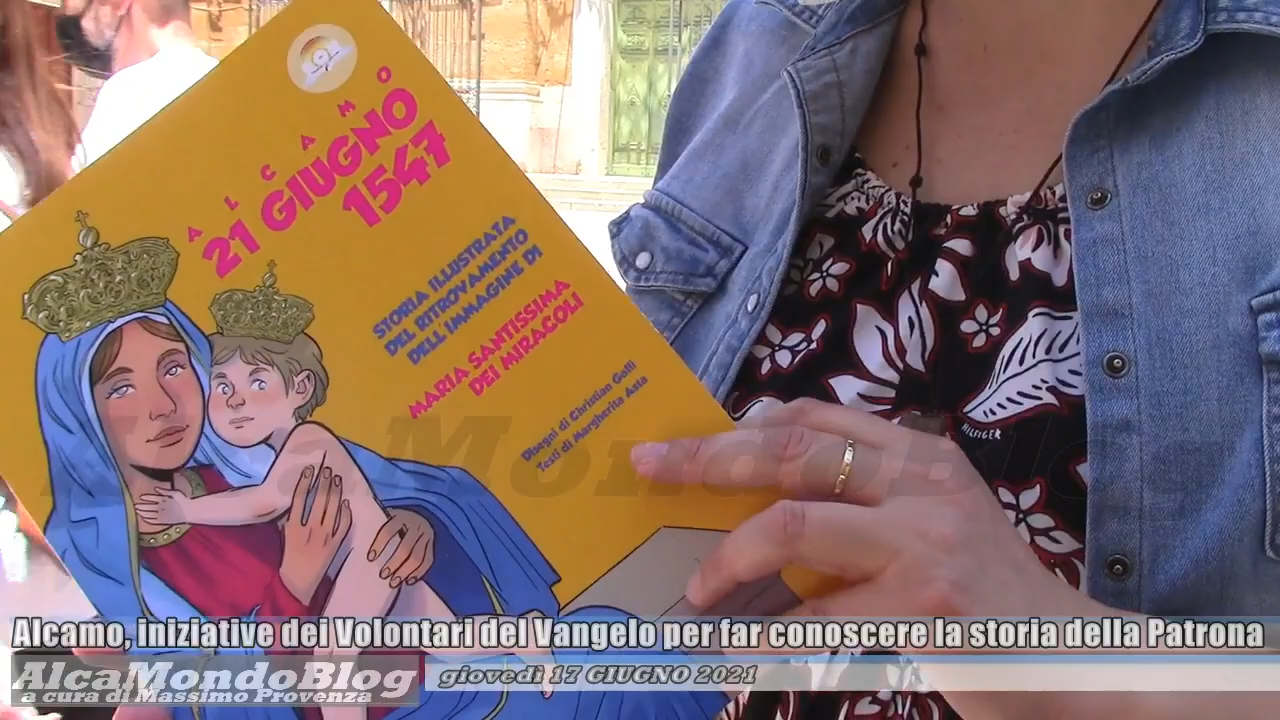 ALCAMO
21 GIUGNO
1547
STORIA ILLUSTRATA
DEL RITROVAMENTO
DELL'IMMAGINE DI
MARIA SANTISSIMA
DEI MIRACOLI
Disegni di Christian Galli
Testi di Margherita Asta
HILFIGER
AlcaMondoBlog
Alcamo, iniziative dei Volontari del Vangelo per far conoscere la storia della Patrona
AlcaMondoBlog
a cura di Massimo Provenza
giovedì 17 GIUGNO 2021